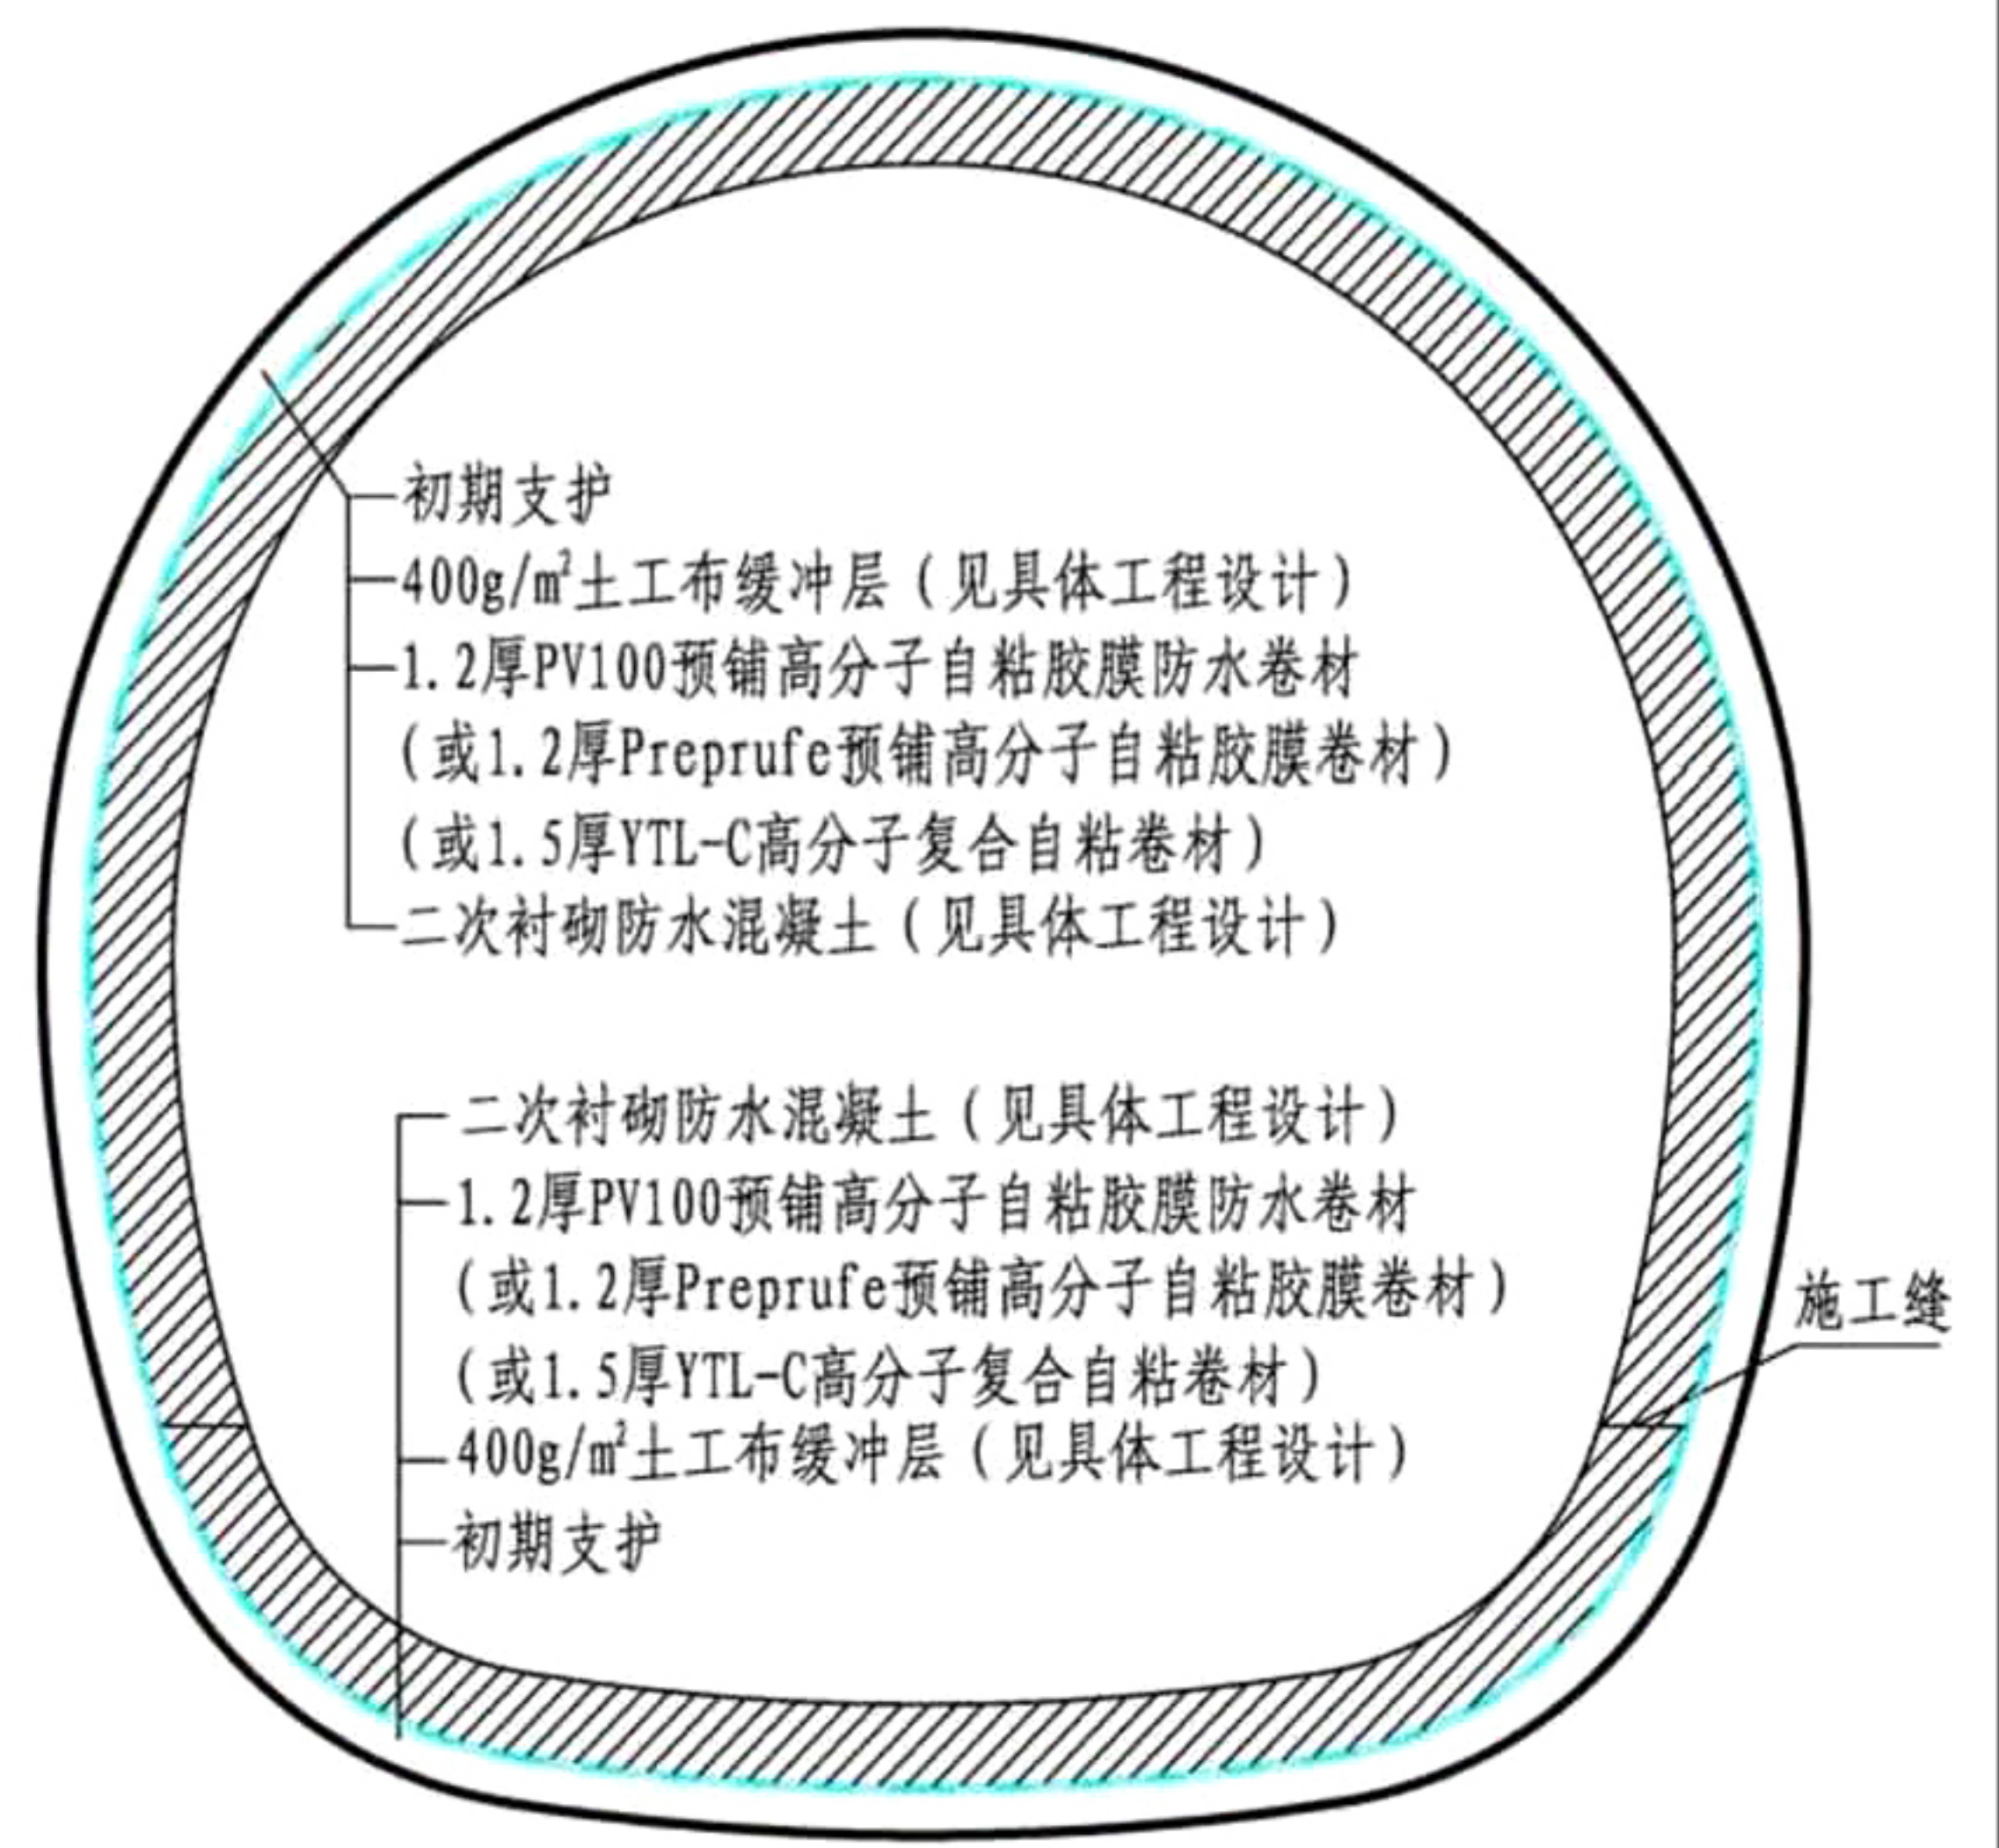 初期支护
400g/m²土工布缓冲层(见具体工程设计)
1.2厚PV100预铺高分子自粘胶膜防水卷材
(或1.2厚Preprufe预铺高分子自粘胶膜卷材)
(或1.5厚YTL-C高分子复合自粘卷材)
二次衬砌防水混凝土(见具体工程设计)
二次衬砌防水混凝土(见具体工程设计)
1.2厚PV100预铺高分子自粘胶膜防水卷材
(或1.2厚Preprufe预铺高分子自粘胶膜卷材)
施工缝
(或1.5厚YTL-C高分子复合自粘卷材)
400g/m²土工布缓冲层(见具体工程设计)
初期支护